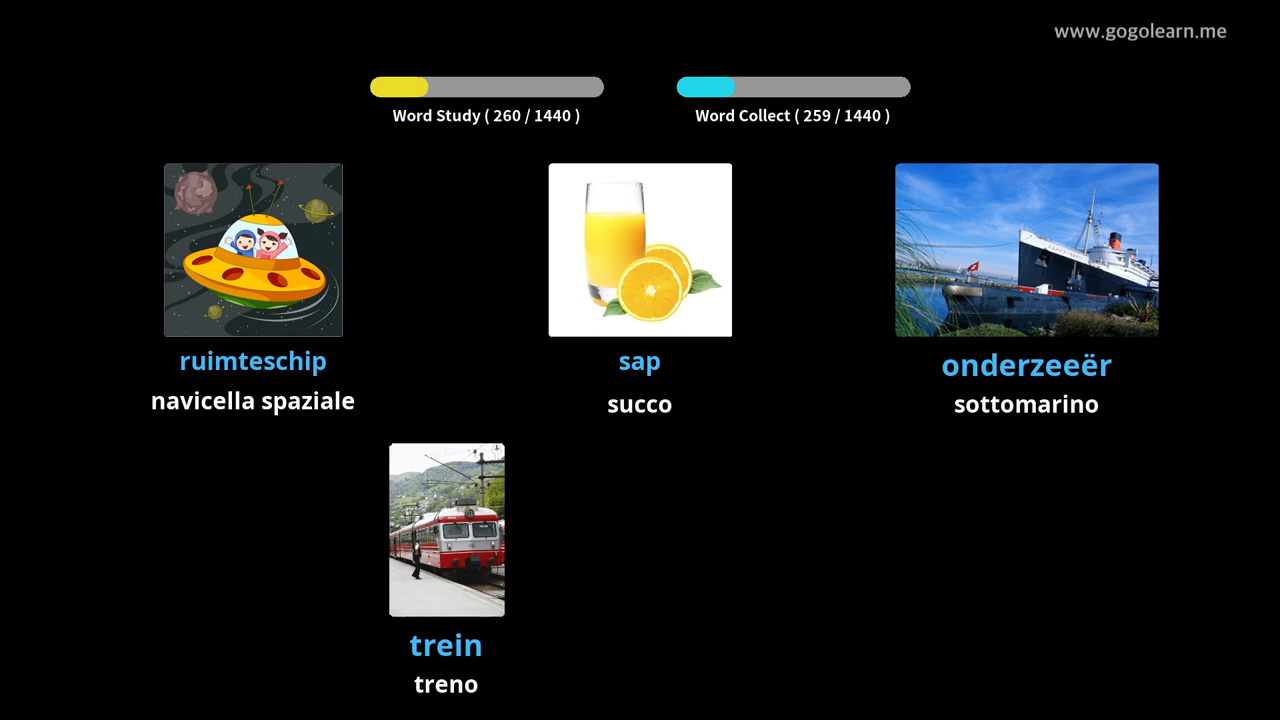 www.gogolearn.me
Word Study ( 260 / 1440 )
Word Collect ( 259 / 1440 )
ruimteschip
navicella spaziale
sap
succo
onderzeeër
sottomarino
trein
treno